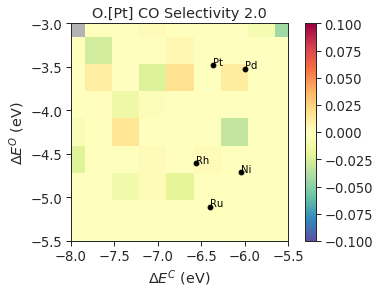 O.[Pt] CO Selectivity 2.0
−3.0
−3.5
−4.0
−4.5
−5.0
−5.5
ΔE^O (eV)
Pt
Pd
Rh
Ni
Ru
−8.0 −7.5 −7.0 −6.5 −6.0 −5.5
ΔE^C (eV)
0.100
0.075
0.050
0.025
0.000
−0.025
−0.050
−0.075
−0.100